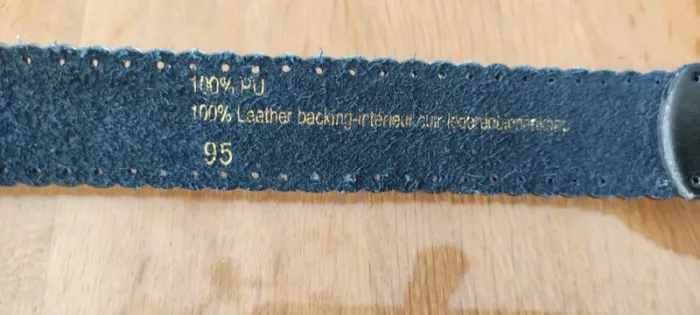 100% PU
100% Leather backing-intérieur cuir
95